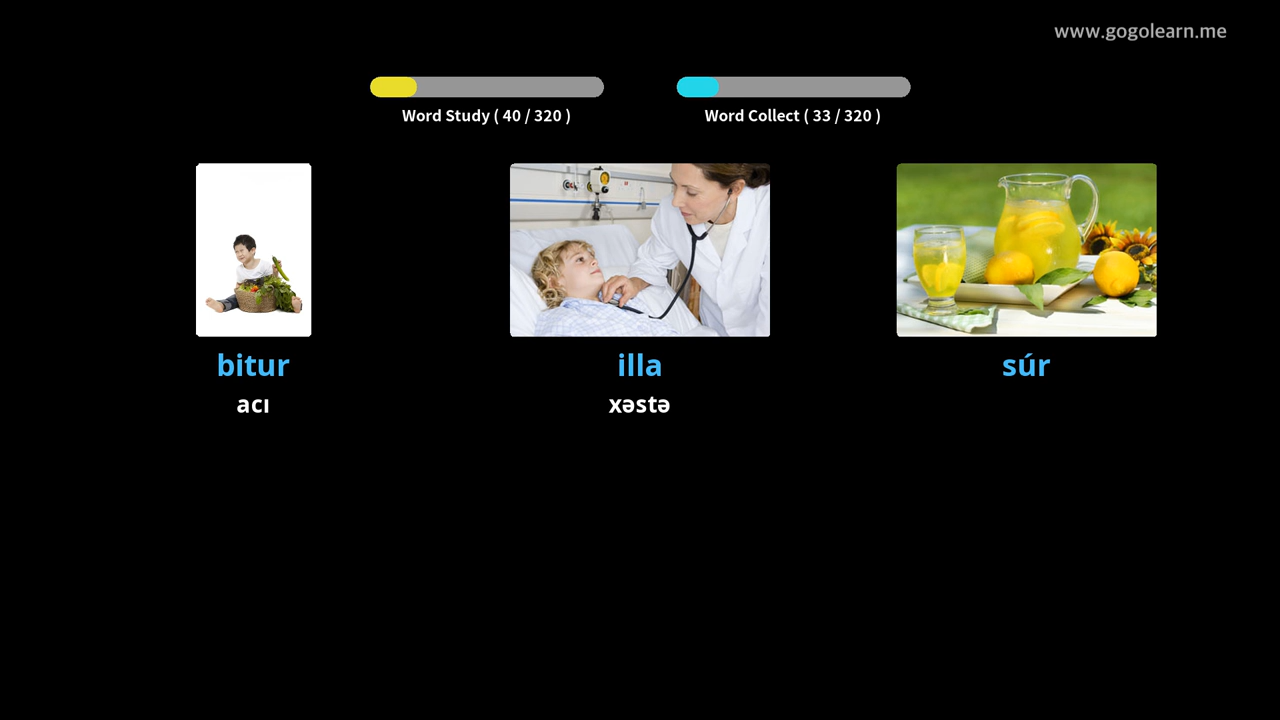 www.gogolearn.me
Word Study ( 40 / 320 )
Word Collect ( 33 / 320 )
bitur
illa
súr
acı
xəstə